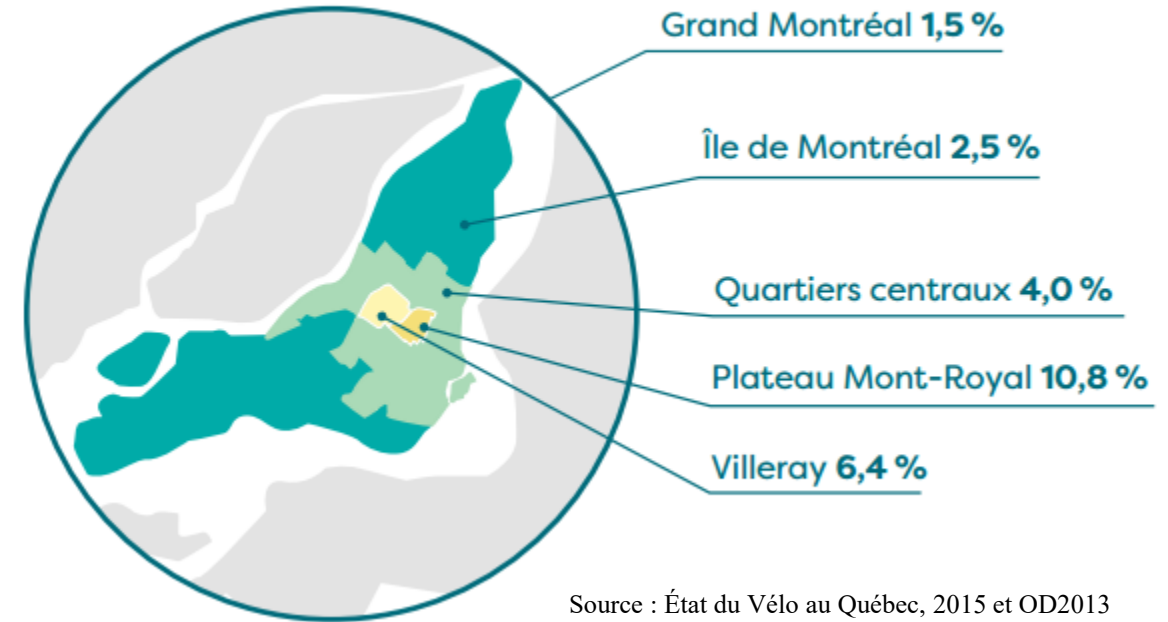 Grand Montréal 1,5 %
Île de Montréal 2,5 %
Quartiers centraux 4,0 %
Plateau Mont-Royal 10,8 %
Villeray 6,4 %
Source : État du Vélo au Québec, 2015 et OD2013